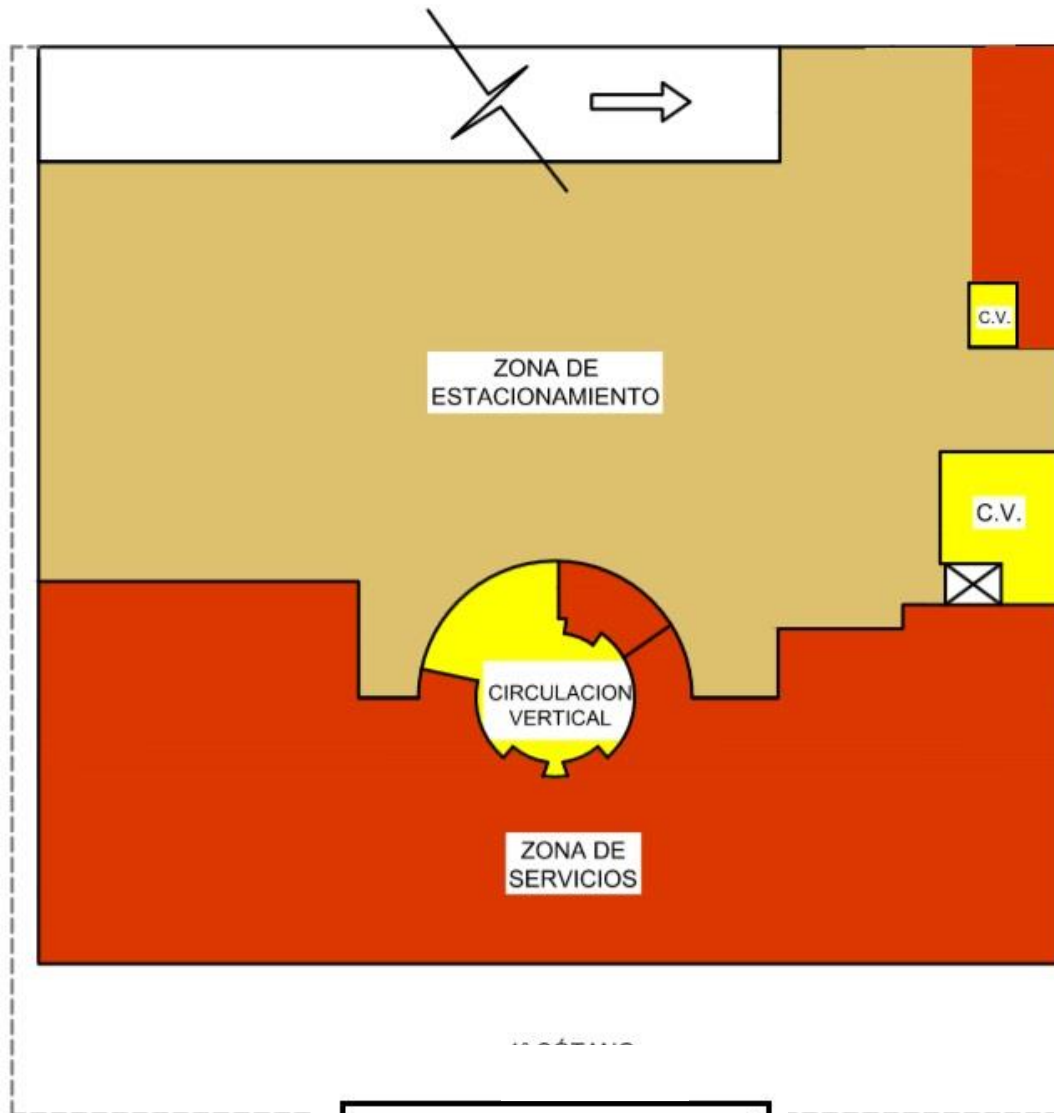 C.V.
ZONA DE
ESTACIONAMIENTO
C.V.
CIRCULACION
VERTICAL
ZONA DE
SERVICIOS